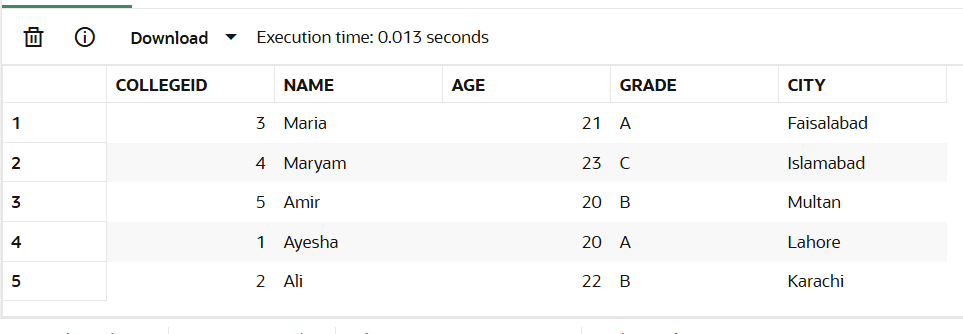 Download Execution time: 0.013 seconds
COLLEGEID NAME AGE GRADE CITY
1 3 Maria 21 A Faisalabad
2 4 Maryam 23 C Islamabad
3 5 Amir 20 B Multan
4 1 Ayesha 20 A Lahore
5 2 Ali 22 B Karachi